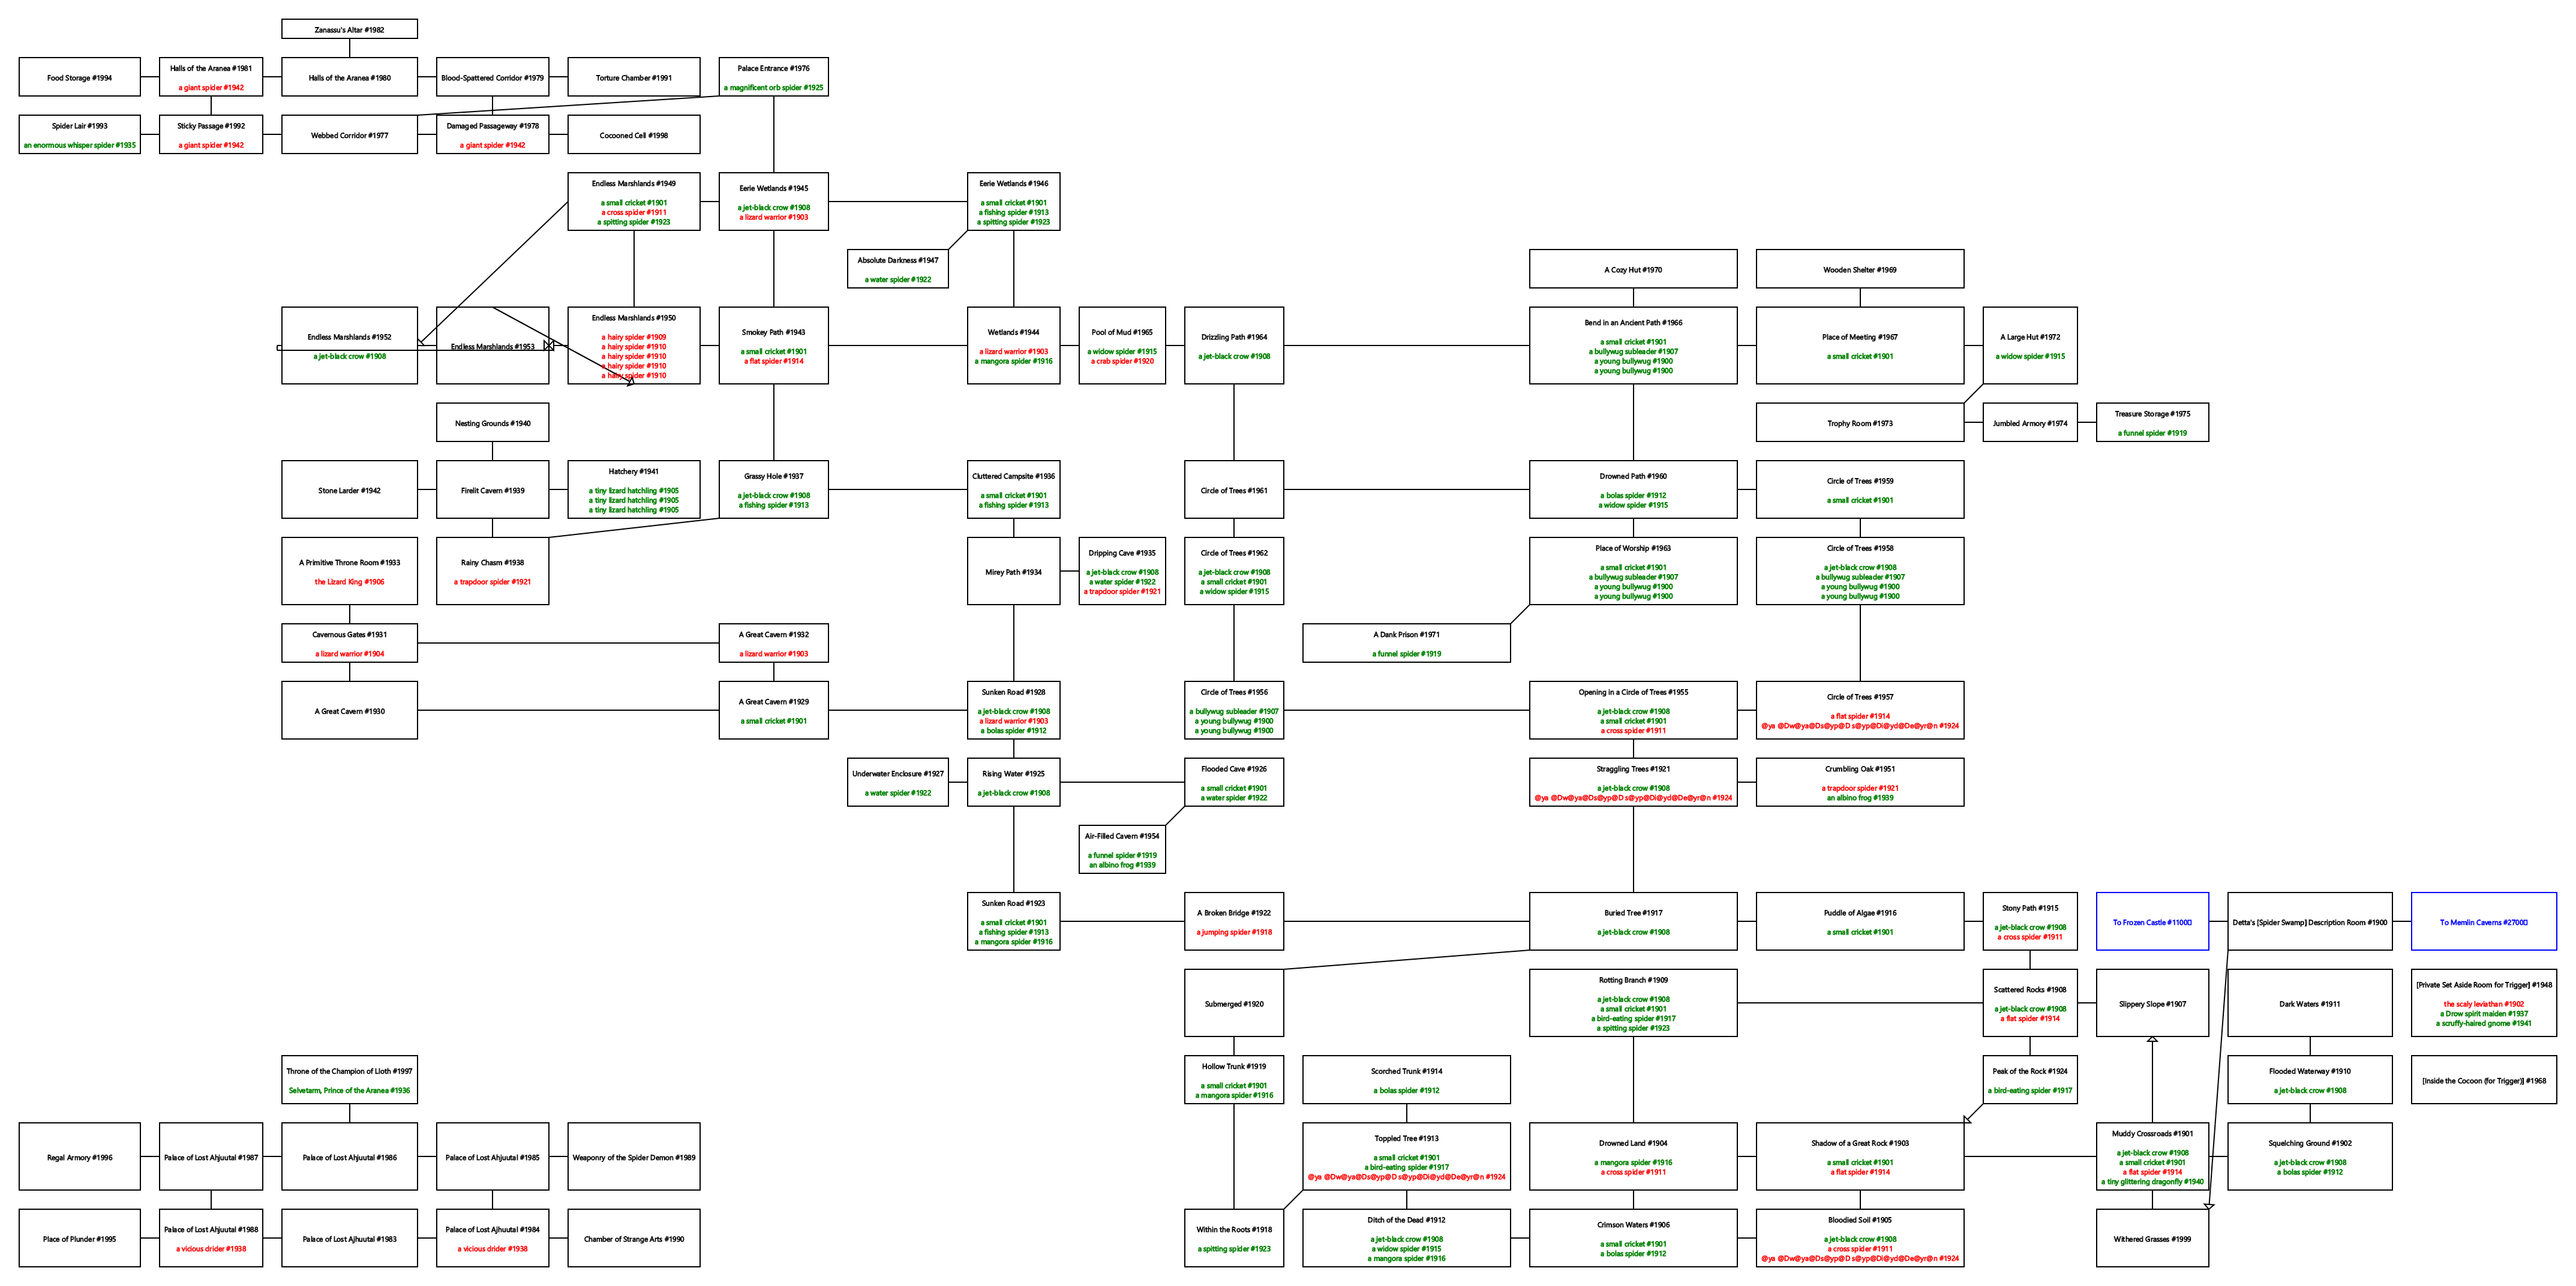 Zanassu's Altar #1982
Food Storage #1994
Halls of the Aranea #1981
a giant spider #1942
Halls of the Aranea #1980
Blood-Spattered Corridor #1979
Torture Chamber #1991
Palace Entrance #1976
a magnificent orb spider #1925
Spider Lair #1993
an enormous whisper spider #1935
Sticky Passage #1992
a giant spider #1942
Webbed Corridor #1977
Damaged Passageway #1978
a giant spider #1942
Cocooned Cell #1998
Endless Marshlands #1949
a small cricket #1901
a cross spider #1911
a spitting spider #1923
Eerie Wetlands #1945
a jet-black crow #1908
a lizard warrior #1903
Eerie Wetlands #1946
a small cricket #1901
a fishing spider #1913
a spitting spider #1923
Absolute Darkness #1947
a water spider #1922
A Cozy Hut #1970
Wooden Shelter #1969
Endless Marshlands #1952
a jet-black crow #1908
Endless Marshlands #1953
Endless Marshlands #1950
a hairy spider #1909
a hairy spider #1910
a hairy spider #1910
a hairy spider #1910
a hairy spider #1910
Smokey Path #1943
a small cricket #1901
a flat spider #1914
Wetlands #1944
a lizard warrior #1903
a mangora spider #1916
Pool of Mud #1965
a widow spider #1915
a crab spider #1920
Drizzling Path #1964
a jet-black crow #1908
Bend in an Ancient Path #1966
a small cricket #1901
a bullywug subleader #1907
a young bullywug #1900
a young bullywug #1900
Place of Meeting #1967
a small cricket #1901
A Large Hut #1972
a widow spider #1915
Nesting Grounds #1940
Trophy Room #1973
Jumbled Armory #1974
Treasure Storage #1975
a funnel spider #1919
Stone Larder #1942
Firelit Cavern #1939
Hatchery #1941
a tiny lizard hatchling #1905
a tiny lizard hatchling #1905
a tiny lizard hatchling #1905
Grassy Hole #1937
a jet-black crow #1908
a fishing spider #1913
Cluttered Campsite #1936
a small cricket #1901
a fishing spider #1913
Circle of Trees #1961
Drowned Path #1960
a bolas spider #1912
a widow spider #1915
Circle of Trees #1959
a small cricket #1901
A Primitive Throne Room #1933
the Lizard King #1906
Rainy Chasm #1938
a trapdoor spider #1921
Mirey Path #1934
Dripping Cave #1935
a jet-black crow #1908
a water spider #1922
a trapdoor spider #1921
Circle of Trees #1962
a jet-black crow #1908
a small cricket #1901
a widow spider #1915
Place of Worship #1963
a small cricket #1901
a bullywug subleader #1907
a young bullywug #1900
a young bullywug #1900
Circle of Trees #1958
a jet-black crow #1908
a bullywug subleader #1907
a young bullywug #1900
a young bullywug #1900
Cavernous Gates #1931
a lizard warrior #1904
A Great Cavern #1932
a lizard warrior #1903
A Dank Prison #1971
a funnel spider #1919
A Great Cavern #1930
A Great Cavern #1929
a small cricket #1901
Sunken Road #1928
a jet-black crow #1908
a lizard warrior #1903
a bolas spider #1912
Circle of Trees #1956
a bullywug subleader #1907
a young bullywug #1900
a young bullywug #1900
Opening in a Circle of Trees #1955
a jet-black crow #1908
a small cricket #1901
a cross spider #1911
Circle of Trees #1957
a flat spider #1914
@ya @Dw@ya@Ds@yp@D s@yp@Di@yd@De@yr@n #1924
Underwater Enclosure #1927
a water spider #1922
Rising Water #1925
a jet-black crow #1908
Flooded Cave #1926
a small cricket #1901
a water spider #1922
Straggling Trees #1921
a jet-black crow #1908
@ya @Dw@ya@Ds@yp@D s@yp@Di@yd@De@yr@n #1924
Crumbling Oak #1951
a trapdoor spider #1921
an albino frog #1939
Air-Filled Cavern #1954
a funnel spider #1919
an albino frog #1939
Sunken Road #1923
a small cricket #1901
a fishing spider #1913
a mangora spider #1916
A Broken Bridge #1922
a jumping spider #1918
Buried Tree #1917
a jet-black crow #1908
Puddle of Algae #1916
a small cricket #1901
Stony Path #1915
a jet-black crow #1908
a cross spider #1911
To Frozen Castle #1100
Detta's [Spider Swamp] Description Room #1900
To Memlin Caverns #2700
Submerged #1920
Rotting Branch #1909
a jet-black crow #1908
a small cricket #1901
a bird-eating spider #1917
a spitting spider #1923
Scattered Rocks #1908
a jet-black crow #1908
a flat spider #1914
Slippery Slope #1907
Dark Waters #1911
[Private Set Aside Room for Trigger] #1948
the scaly leviathan #1902
a Drow spirit maiden #1937
a scruffy-haired gnome #1941
Throne of the Champion of Lloth #1997
Selvetarm, Prince of the Aranea #1936
Hollow Trunk #1919
a small cricket #1901
a mangora spider #1916
Scorched Trunk #1914
a bolas spider #1912
Peak of the Rock #1924
a bird-eating spider #1917
Flooded Waterway #1910
a jet-black crow #1908
[Inside the Cocoon (for Trigger)] #1968
Regal Armory #1996
Palace of Lost Ahjuutal #1987
Palace of Lost Ahjuutal #1986
Palace of Lost Ahjuutal #1985
Weaponry of the Spider Demon #1989
Toppled Tree #1913
a small cricket #1901
a bird-eating spider #1917
@ya @Dw@ya@Ds@yp@D s@yp@Di@yd@De@yr@n #1924
Drowned Land #1904
a mangora spider #1916
a cross spider #1911
Shadow of a Great Rock #1903
a small cricket #1901
a flat spider #1914
Muddy Crossroads #1901
a jet-black crow #1908
a small cricket #1901
a flat spider #1914
a tiny glittering dragonfly #1940
Squelching Ground #1902
a jet-black crow #1908
a bolas spider #1912
Place of Plunder #1995
Palace of Lost Ahjuutal #1988
a vicious drider #1938
Palace of Lost Ajhuutal #1983
Palace of Lost Ajhuutal #1984
a vicious drider #1938
Chamber of Strange Arts #1990
Within the Roots #1918
a spitting spider #1923
Ditch of the Dead #1912
a jet-black crow #1908
a widow spider #1915
a mangora spider #1916
Crimson Waters #1906
a small cricket #1901
a bolas spider #1912
Bloodied Soil #1905
a jet-black crow #1908
a cross spider #1911
@ya @Dw@ya@Ds@yp@D s@yp@Di@yd@De@yr@n #1924
Withered Grasses #1999